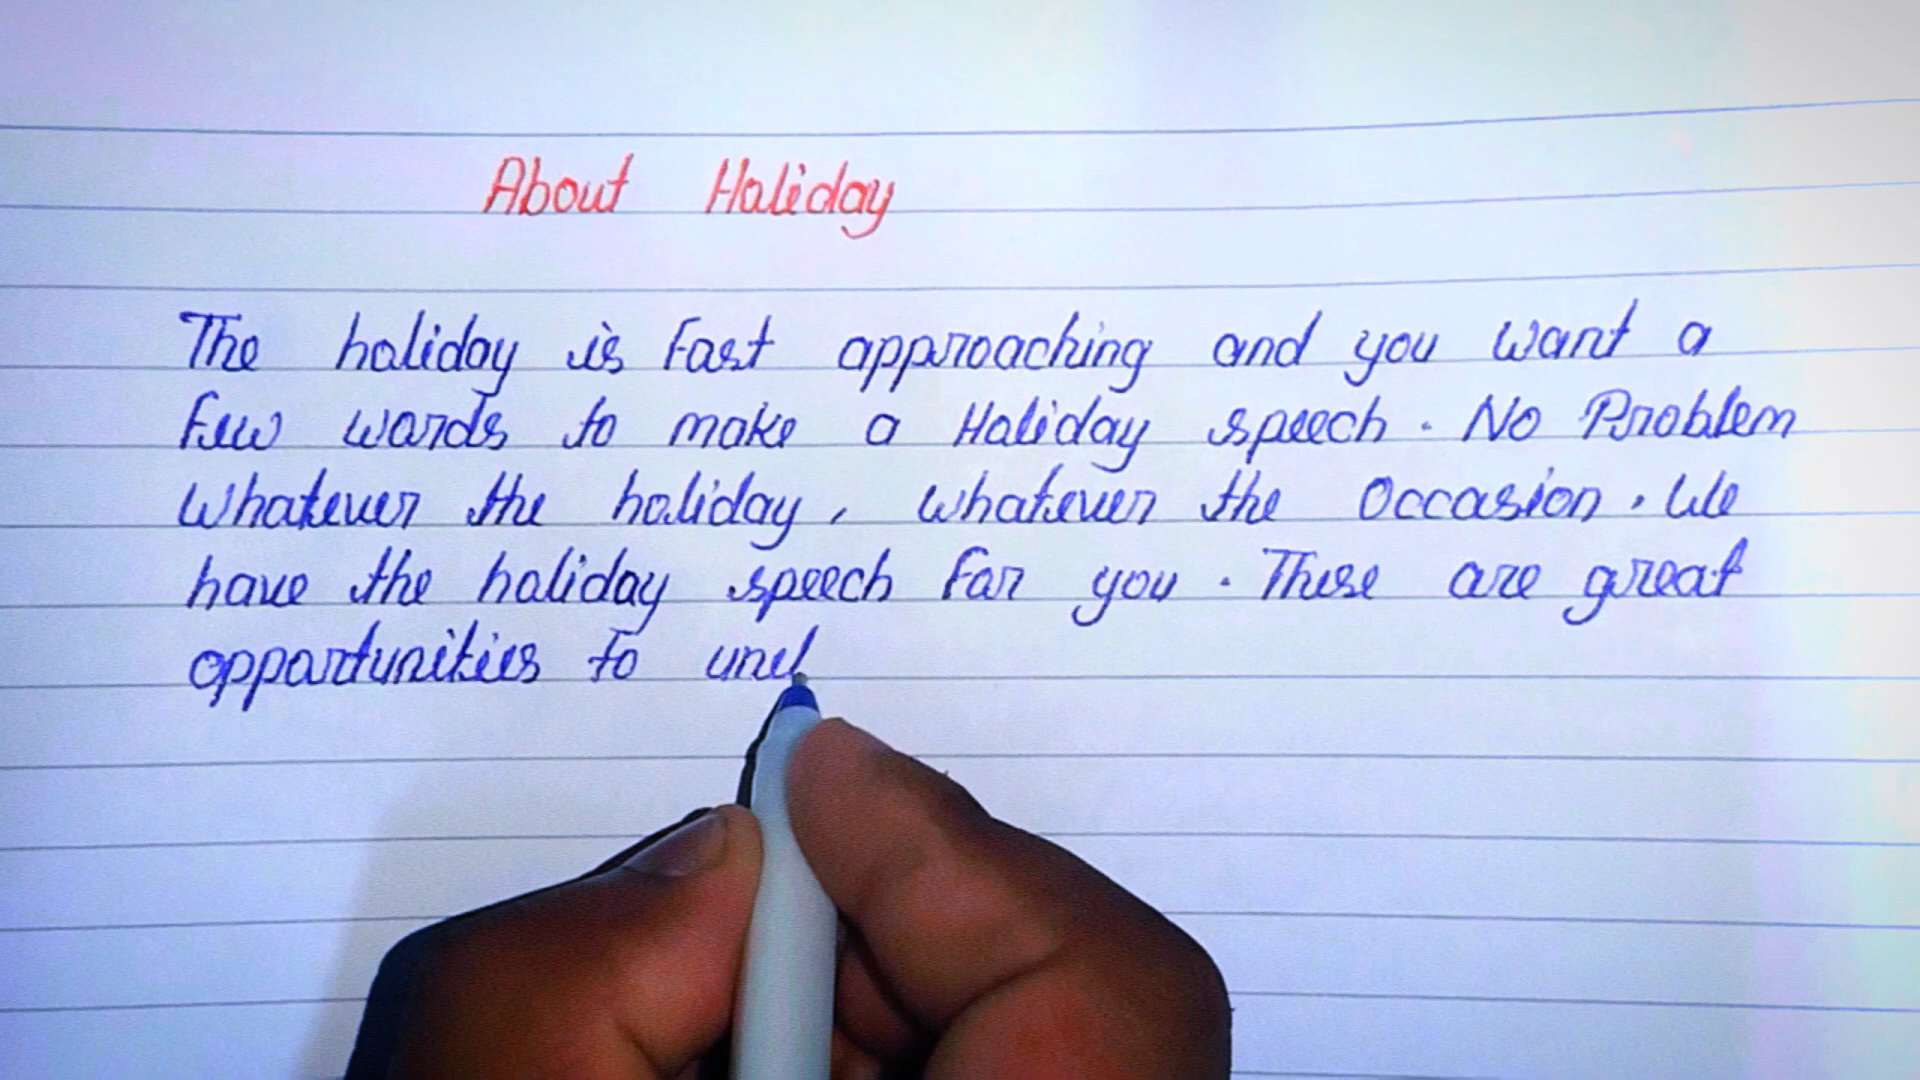 About Holiday
The holiday is fast approaching and you want a
few words to make a Holiday speech. No Problem
Whatever the holiday, whatever the Occasion. We
have the holiday speech for you. These are great
opportunities to